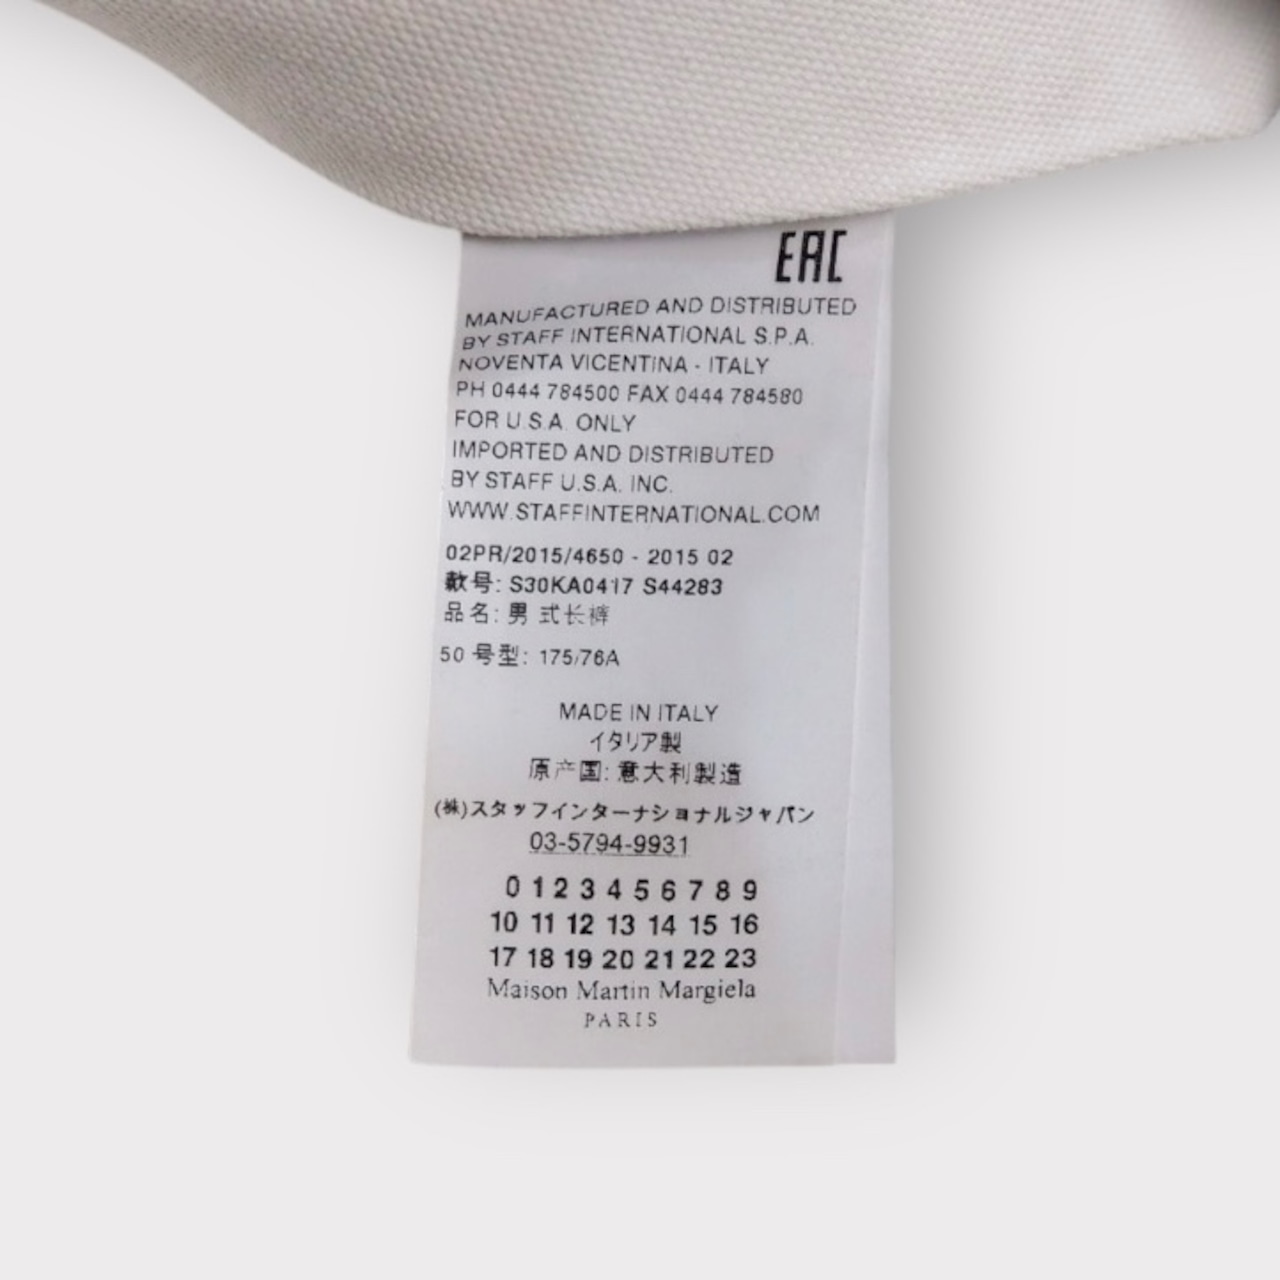 EAC
MANUFACTURED AND DISTRIBUTED
BY STAFF INTERNATIONAL S.P.A.
NOVENTA VICENTINA - ITALY
PH 0444 784500 FAX 0444 784580
FOR U.S.A. ONLY
IMPORTED AND DISTRIBUTED
BY STAFF U.S.A. INC.
WWW.STAFFINTERNATIONAL.COM
02PR/2015/4650 - 2015 02
款号: S30KA0417 S44283
品名: 男 式长裤
50 号型: 175/76A
MADE IN ITALY
イタリア製
原产国: 意大利製造
(株)スタッフインターナショナルジャパン
03-5794-9931
0 1 2 3 4 5 6 7 8 9
10 11 12 13 14 15 16
17 18 19 20 21 22 23
Maison Martin Margiela
PARIS